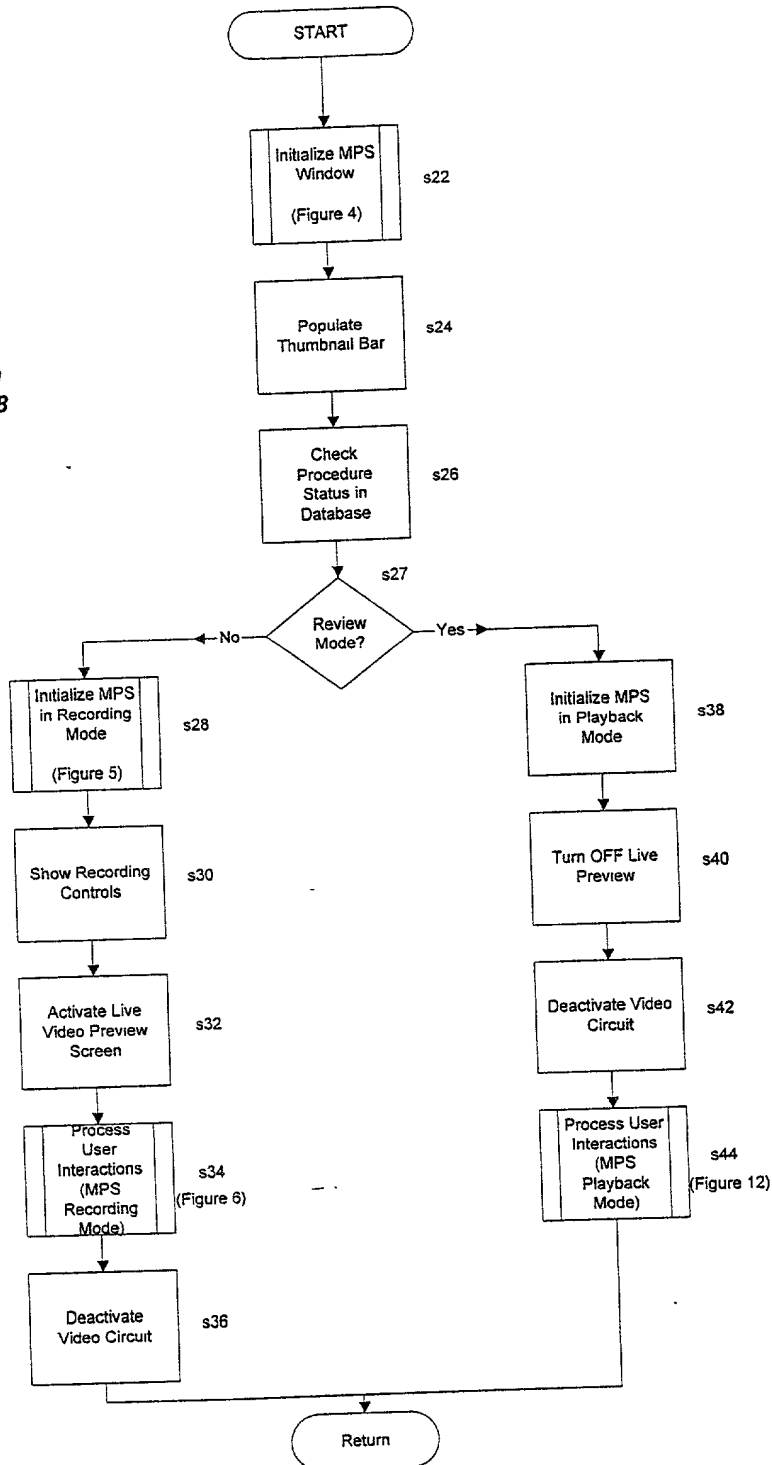 START
Initialize MPS
Window
(Figure 4)
s22
Populate
Thumbnail Bar
s24
8
Check
Procedure
Status in
Database
s26
s27
Review
Mode?
No
Yes
Initialize MPS
in Recording
Mode
(Figure 5)
s28
Initialize MPS
in Playback
Mode
s38
Show Recording
Controls
s30
Turn OFF Live
Preview
s40
Activate Live
Video Preview
Screen
s32
Deactivate Video
Circuit
s42
Process
User
Interactions
(MPS
Recording
Mode)
s34
(Figure 6)
Process User
Interactions
(MPS
Playback
Mode)
s44
(Figure 12)
Deactivate
Video Circuit
s36
Return